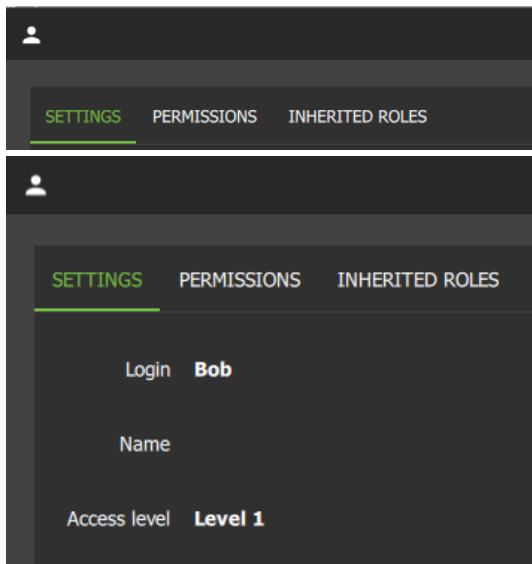 SETTINGS PERMISSIONS INHERITED ROLES
SETTINGS PERMISSIONS INHERITED ROLES
Login Bob
Name
Access level Level 1